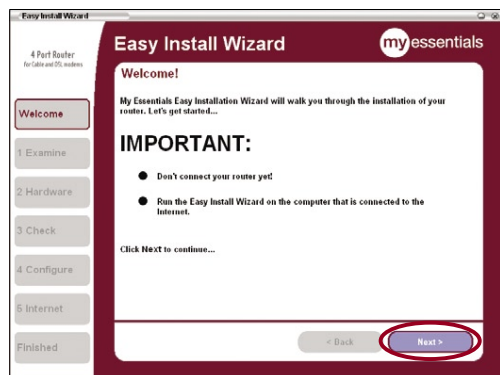 Easy Install Wizard
4 Port Router
for Cable and DSL modems
Easy Install Wizard
myessentials
Welcome!
My Essentials Easy Installation Wizard will walk you through the installation of your
router. Let's get started...
IMPORTANT:
Don't connect your router yet!
Run the Easy Install Wizard on the computer that is connected to the
Internet.
Click Next to continue...
Welcome
1 Examine
2 Hardware
3 Check
4 Configure
5 Internet
Finished
< Back
Next >